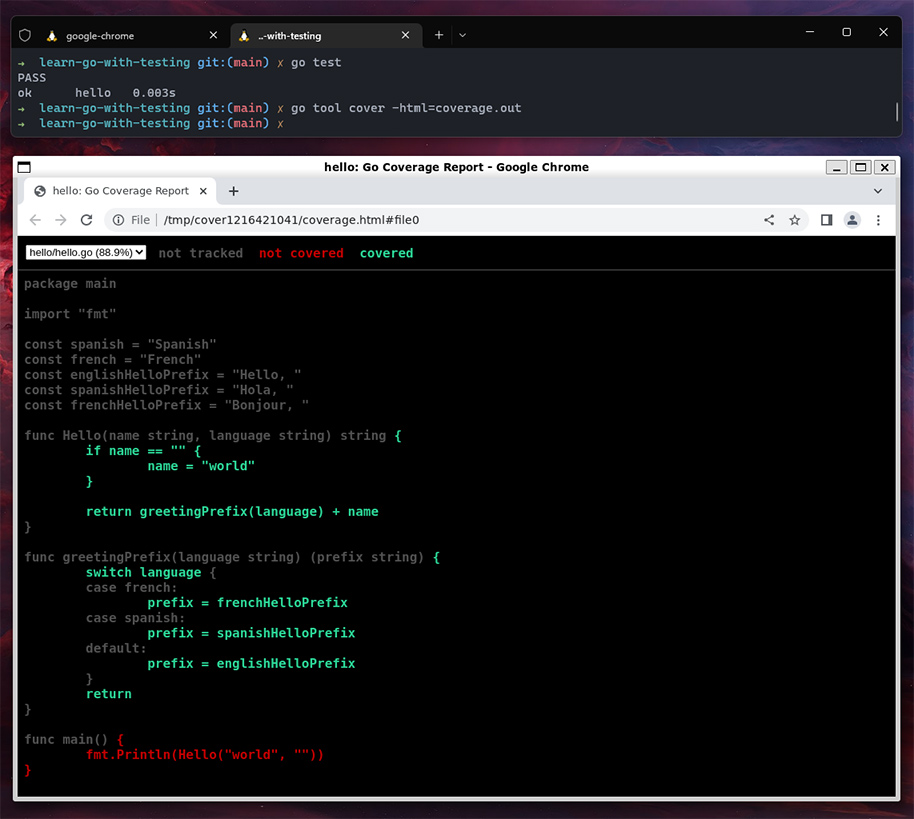 google-chrome
..-with-testing
→ learn-go-with-testing git:(main) ✗ go test
PASS
ok      hello   0.003s
→ learn-go-with-testing git:(main) ✗ go tool cover -html=coverage.out
→ learn-go-with-testing git:(main) ✗
hello: Go Coverage Report - Google Chrome
hello: Go Coverage Report
File /tmp/cover1216421041/coverage.html#file0
hello/hello.go (88.9%) not tracked not covered covered
package main
import "fmt"
const spanish = "Spanish"
const french = "French"
const englishHelloPrefix = "Hello, "
const spanishHelloPrefix = "Hola, "
const frenchHelloPrefix = "Bonjour, "
func Hello(name string, language string) string {
        if name == "" {
                name = "world"
        }
        return greetingPrefix(language) + name
}
func greetingPrefix(language string) (prefix string) {
        switch language {
        case french:
                prefix = frenchHelloPrefix
        case spanish:
                prefix = spanishHelloPrefix
        default:
                prefix = englishHelloPrefix
        }
        return
}
func main() {
        fmt.Println(Hello("world", ""))
}